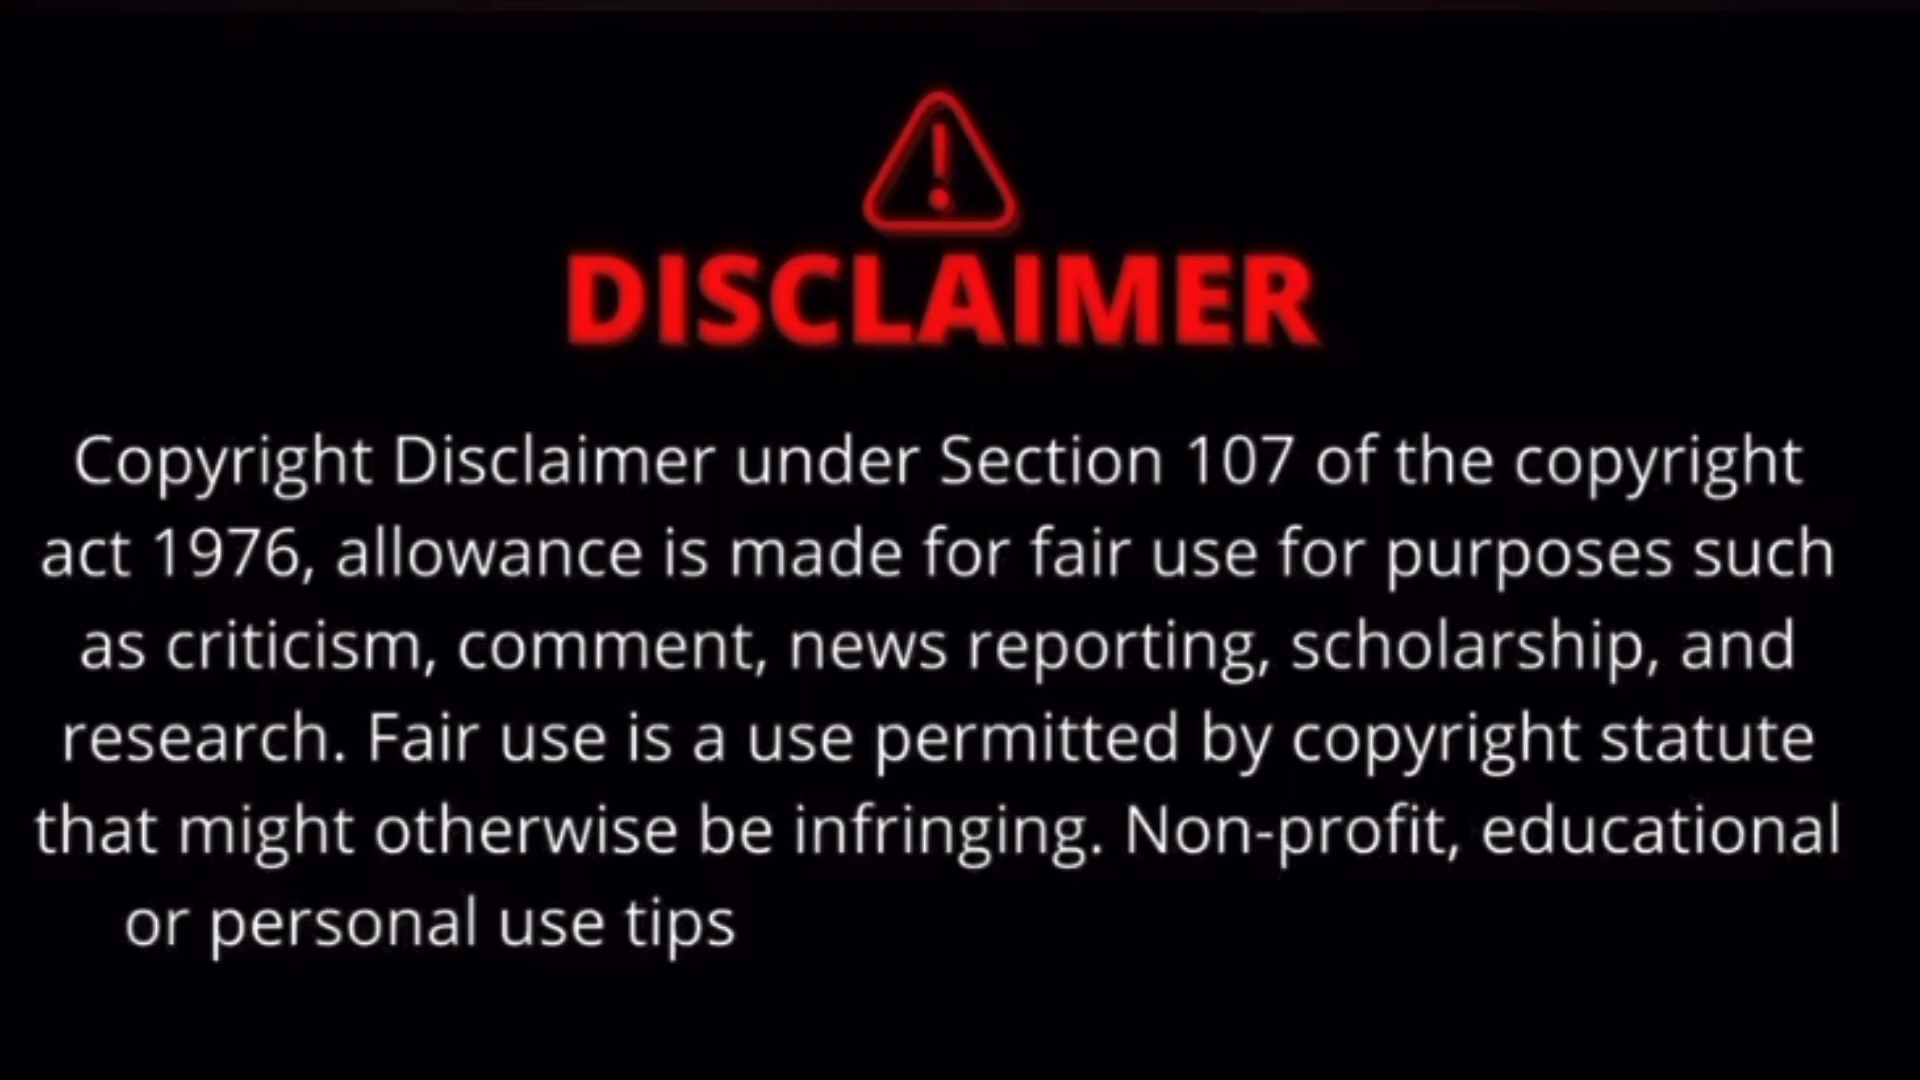 DISCLAIMER
Copyright Disclaimer under Section 107 of the copyright
act 1976, allowance is made for fair use for purposes such
as criticism, comment, news reporting, scholarship, and
research. Fair use is a use permitted by copyright statute
that might otherwise be infringing. Non-profit, educational
or personal use tips